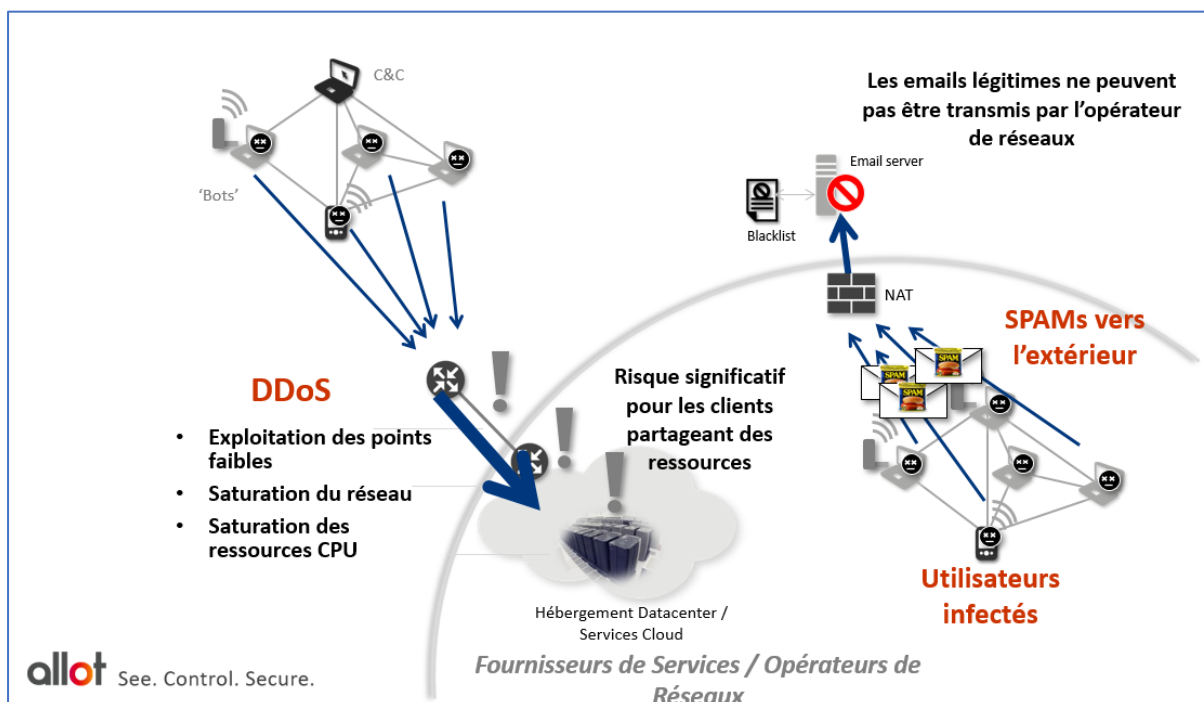 C&C
'Bots'
Les emails légitimes ne peuvent
pas être transmis par l'opérateur
de réseaux
Email server
Blacklist
NAT
SPAMs vers
l'extérieur
SPAM
SPAM
SPAM
DDoS
• Exploitation des points
faibles
• Saturation du réseau
• Saturation des
ressources CPU
Risque significatif
pour les clients
partageant des
ressources
Utilisateurs
infectés
Hébergement Datacenter /
Services Cloud
Fournisseurs de Services / Opérateurs de
Réseaux
allot See. Control. Secure.